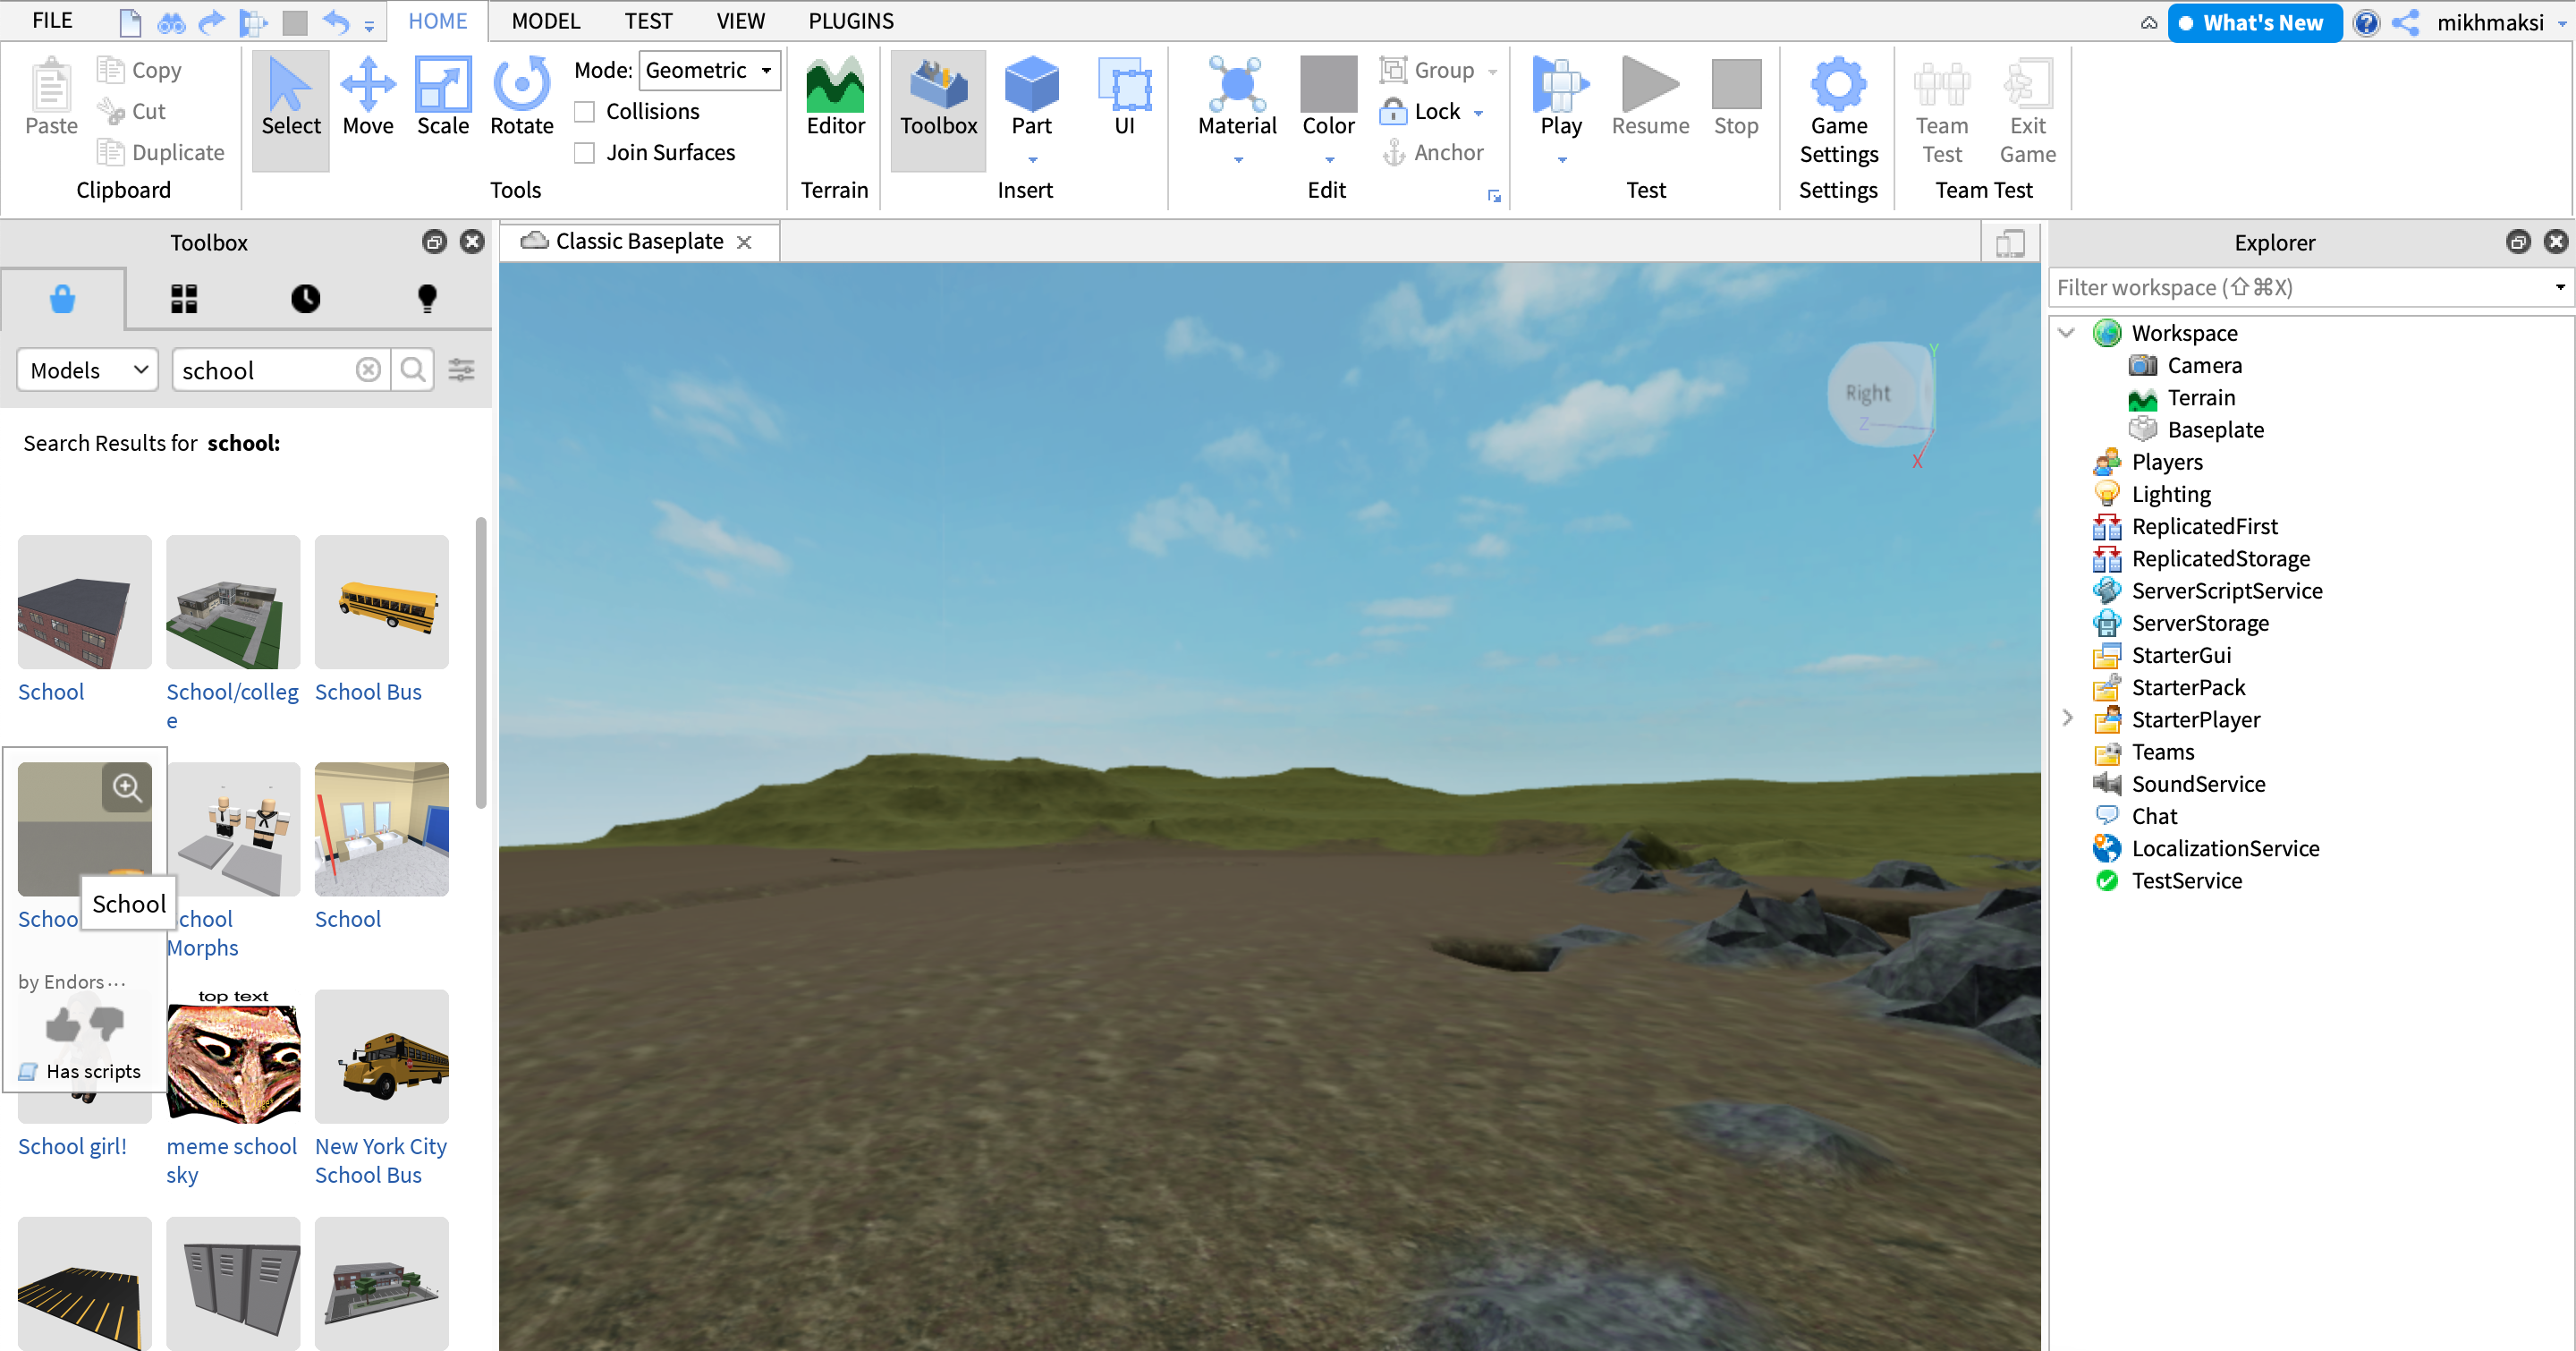 FILE
HOME
MODEL
TEST
VIEW
PLUGINS
What's New
mikhmaksi
Paste
Copy
Cut
Duplicate
Clipboard
Select
Move
Scale
Rotate
Mode: Geometric
Collisions
Join Surfaces
Tools
Editor
Terrain
Toolbox
Part
UI
Insert
Material
Color
Group
Lock
Anchor
Edit
Play
Resume
Stop
Test
Game
Settings
Settings
Team
Test
Exit
Game
Team Test
Toolbox
Models
school
Search Results for school:
School
School/colleg
e
School Bus
Schoo
School
chool
Morphs
School
by Endors ...
Has scripts
top text
School girl!
meme school
sky
New York City
School Bus
Classic Baseplate
Right
Y
Z
X
Explorer
Filter workspace (⇧⌘X)
Workspace
Camera
Terrain
Baseplate
Players
Lighting
ReplicatedFirst
ReplicatedStorage
ServerScriptService
ServerStorage
StarterGui
StarterPack
StarterPlayer
Teams
SoundService
Chat
LocalizationService
TestService